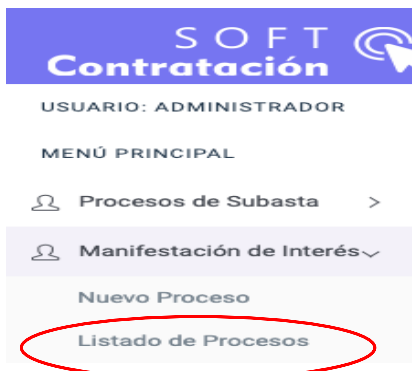 SOFT
Contratación
USUARIO: ADMINISTRADOR
MENÚ PRINCIPAL
Procesos de Subasta >
Manifestación de Interés
Nuevo Proceso
Listado de Procesos